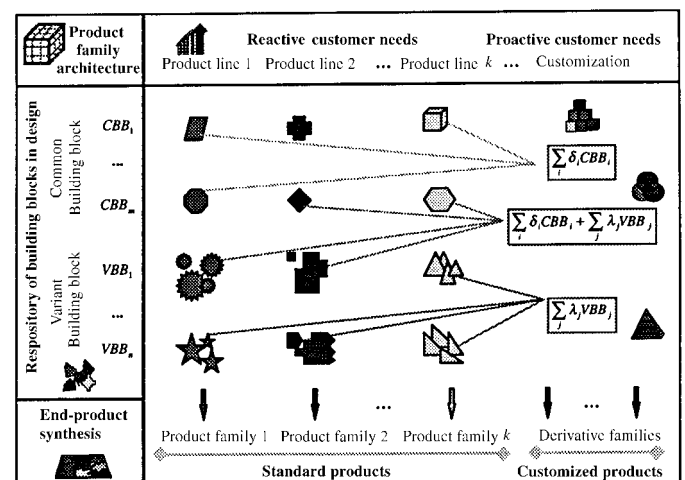 Product
family
architecture
Reactive customer needs
Proactive customer needs
Product line 1
Product line 2
...
Product line k
...
Customization
Respository of building blocks in design
Common
Building block
Variant
Building block
CBB₁
...
CBBₘ
VBB₁
...
VBBₙ
∑ᵢ δᵢCBBᵢ
∑ᵢ δᵢCBBᵢ + ∑ⱼ λⱼVBBⱼ
∑ⱼ λⱼVBBⱼ
End-product
synthesis
...
...
Product family 1
Product family 2
Product family k
Derivative families
Standard products
Customized products